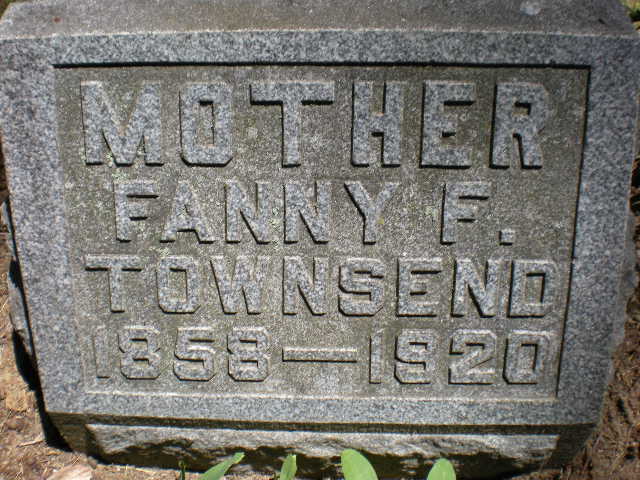 MOTHER
FANNY F.
TOWNSEND
1858–1920